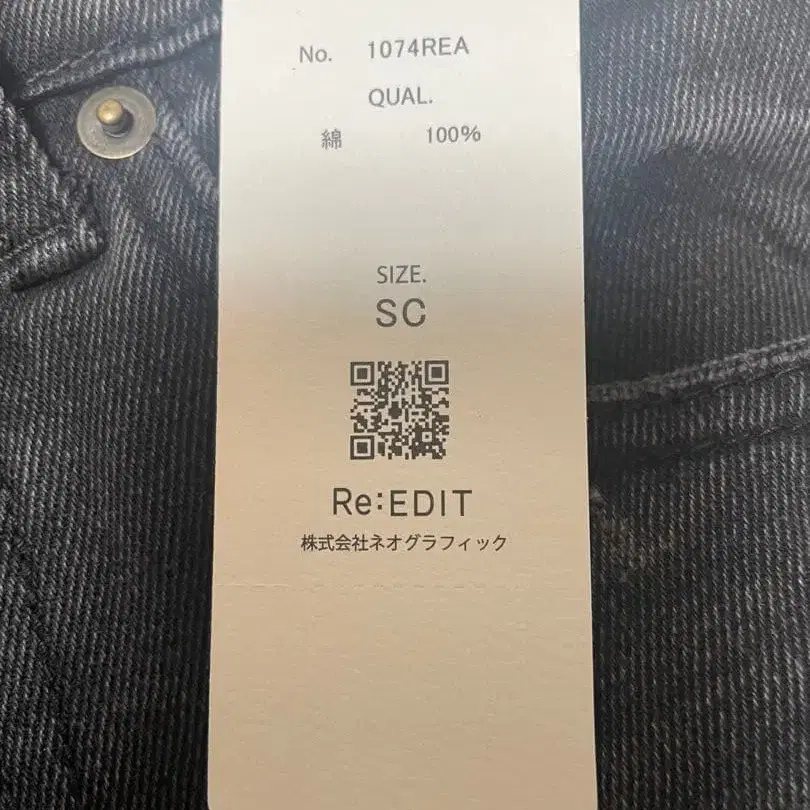 No. 1074REA
QUAL.
綿 100%
SIZE.
SC
Re:EDIT
株式会社ネオグラフィック